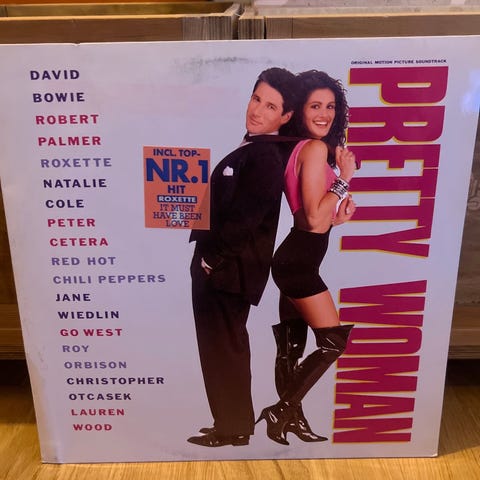 ORIGINAL MOTION PICTURE SOUNDTRACK
PRETTY WOMAN
DAVID
BOWIE
ROBERT
PALMER
ROXETTE
NATALIE
COLE
PETER
CETERA
RED HOT
CHILI PEPPERS
JANE
WIEDLIN
GO WEST
ROY
ORBISON
CHRISTOPHER
OTCASEK
LAUREN
WOOD
INCL. TOP-
NR.1
HIT
ROXETTE
IT MUST
HAVE BEEN
LOVE